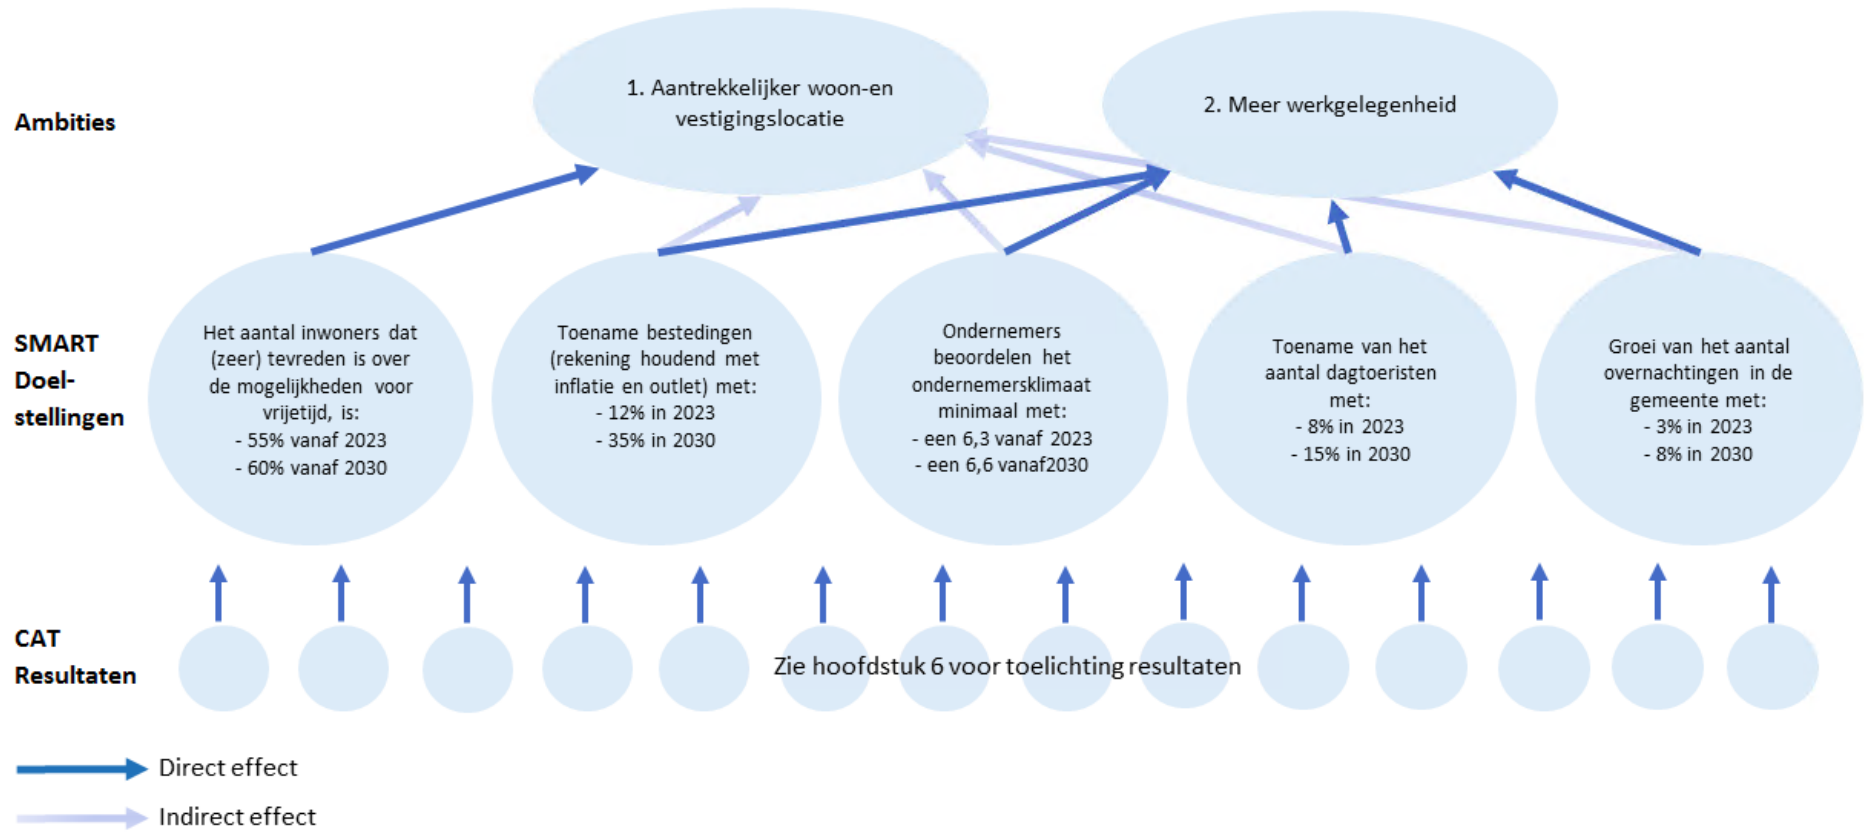 Ambities
1. Aantrekkelijker woon-en
vestigingslocatie
2. Meer werkgelegenheid
SMART
Doel-
stellingen
Het aantal inwoners dat
(zeer) tevreden is over
de mogelijkheden voor
vrijetijd, is:
- 55% vanaf 2023
- 60% vanaf 2030
Toename bestedingen
(rekening houdend met
inflatie en outlet) met:
- 12% in 2023
- 35% in 2030
Ondernemers
beoordelen het
ondernemersklimaat
minimaal met:
- een 6,3 vanaf 2023
- een 6,6 vanaf2030
Toename van het
aantal dagtoeristen
met:
- 8% in 2023
- 15% in 2030
Groei van het aantal
overnachtingen in de
gemeente met:
- 3% in 2023
- 8% in 2030
CAT
Resultaten
Zie hoofdstuk 6 voor toelichting resultaten
Direct effect
Indirect effect